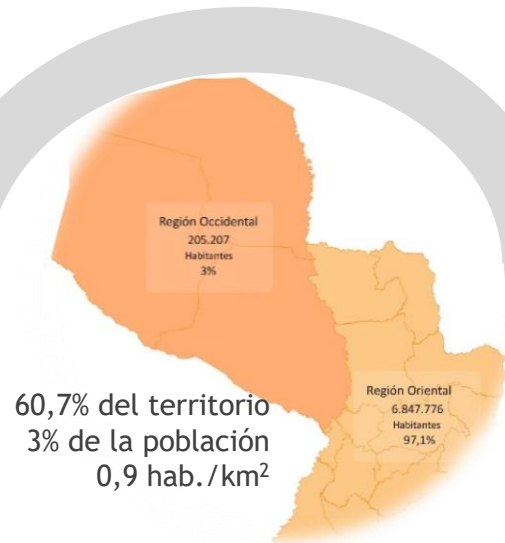 Región Occidental
205.207
Habitantes
3%
60,7% del territorio
3% de la población
0,9 hab./km²
Región Oriental
6.847.776
Habitantes
97,1%